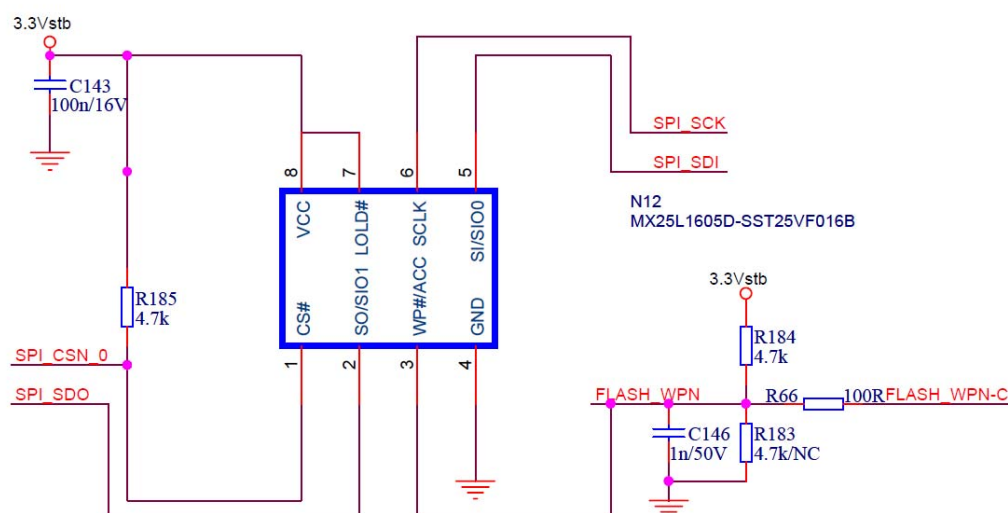 3.3Vstb
C143
100n/16V
SPI_SCK
SPI_SDI
8
7
6
5
VCC
LOLD#
SCLK
SI/SIO0
N12
MX25L1605D-SST25VF016B
CS#
SO/SIO1
WP#/ACC
GND
R185
4.7k
1
2
3
4
SPI_CSN_0
SPI_SDO
3.3Vstb
R184
4.7k
FLASH_WPN
R66
100R
FLASH_WPN-C
C146
1n/50V
R183
4.7k/NC